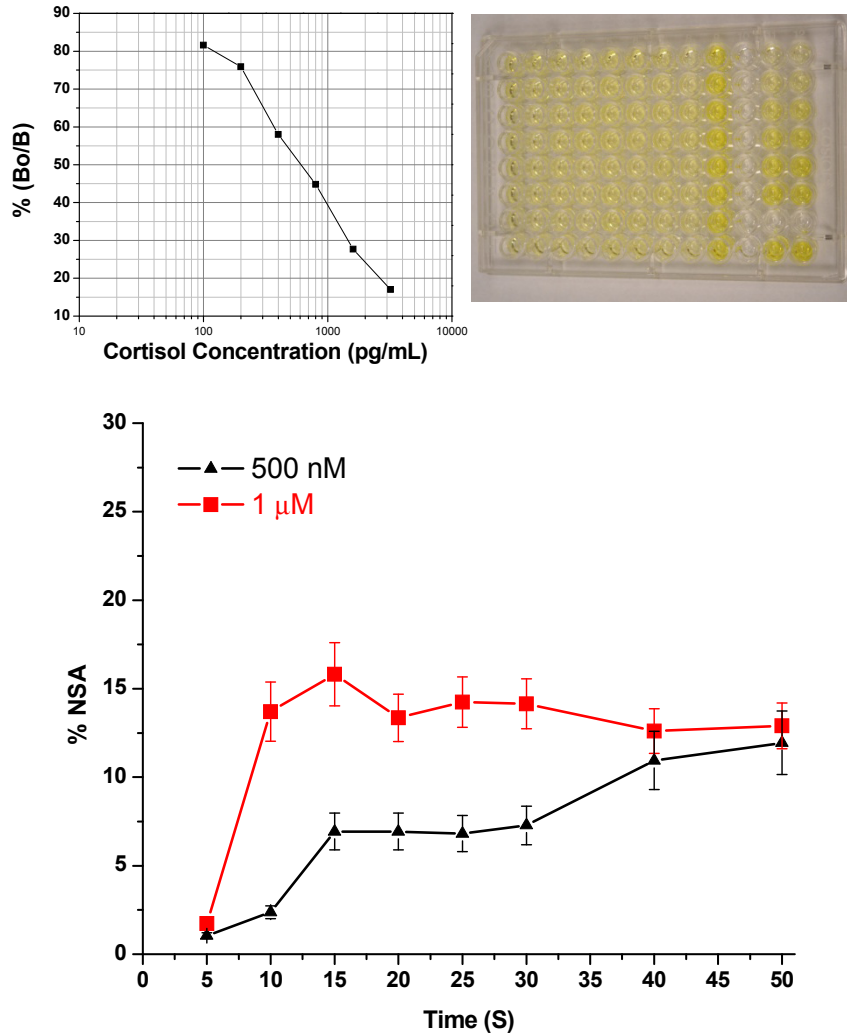 90
80
70
60
50
40
30
20
10
% (Bo/B)
10 100 1000 10000
Cortisol Concentration (pg/mL)
30
25
20
15
10
5
0
% NSA
500 nM
1 μM
0 5 10 15 20 25 30 35 40 45 50
Time (S)